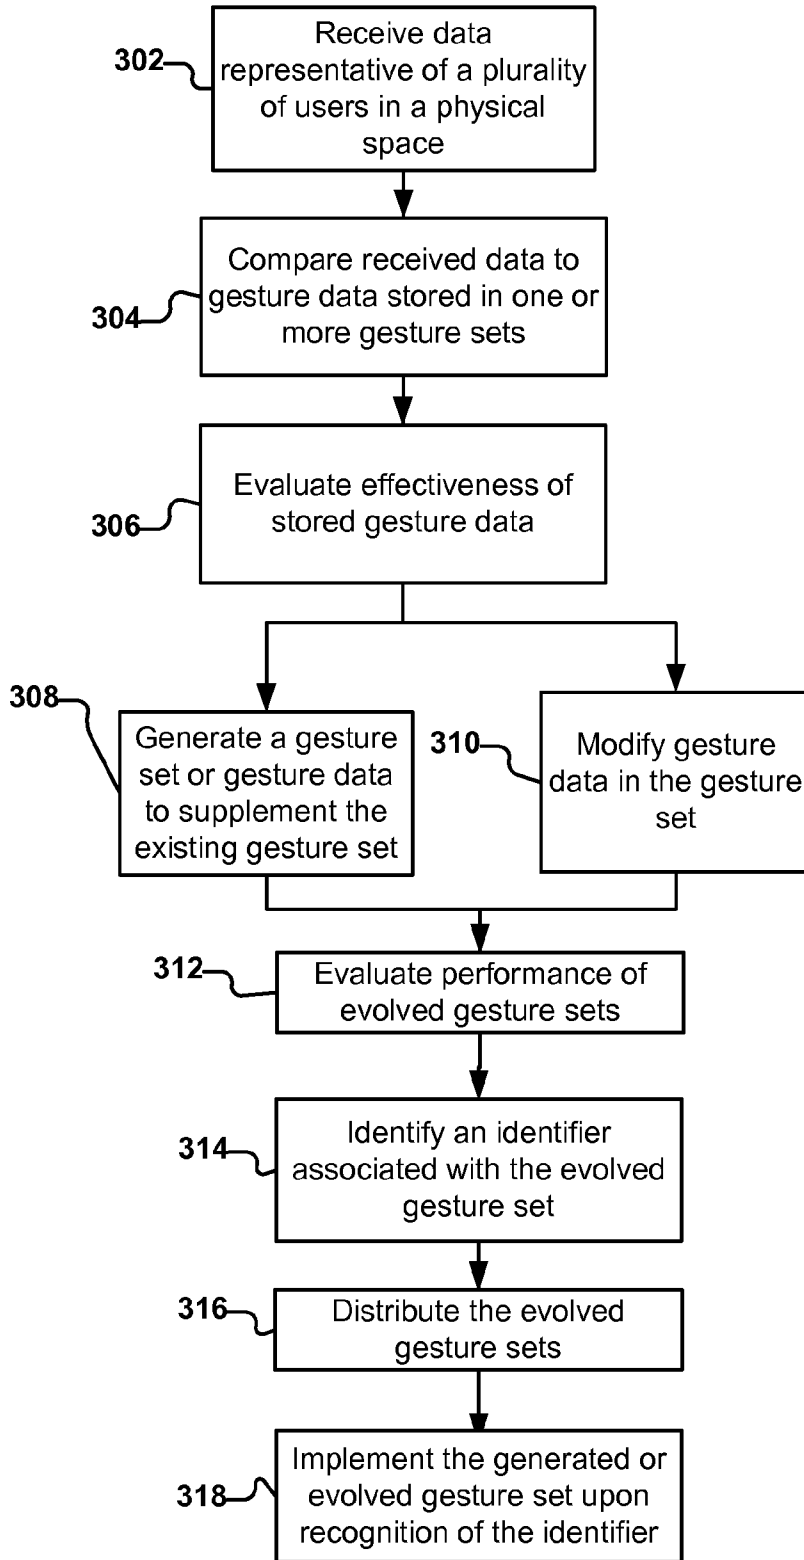 302
Receive data
representative of a plurality
of users in a physical
space
304
Compare received data to
gesture data stored in one or
more gesture sets
306
Evaluate effectiveness of
stored gesture data
308
Generate a gesture
set or gesture data
to supplement the
existing gesture set
310
Modify gesture
data in the gesture
set
312
Evaluate performance of
evolved gesture sets
314
Identify an identifier
associated with the evolved
gesture set
316
Distribute the evolved
gesture sets
318
Implement the generated or
evolved gesture set upon
recognition of the identifier